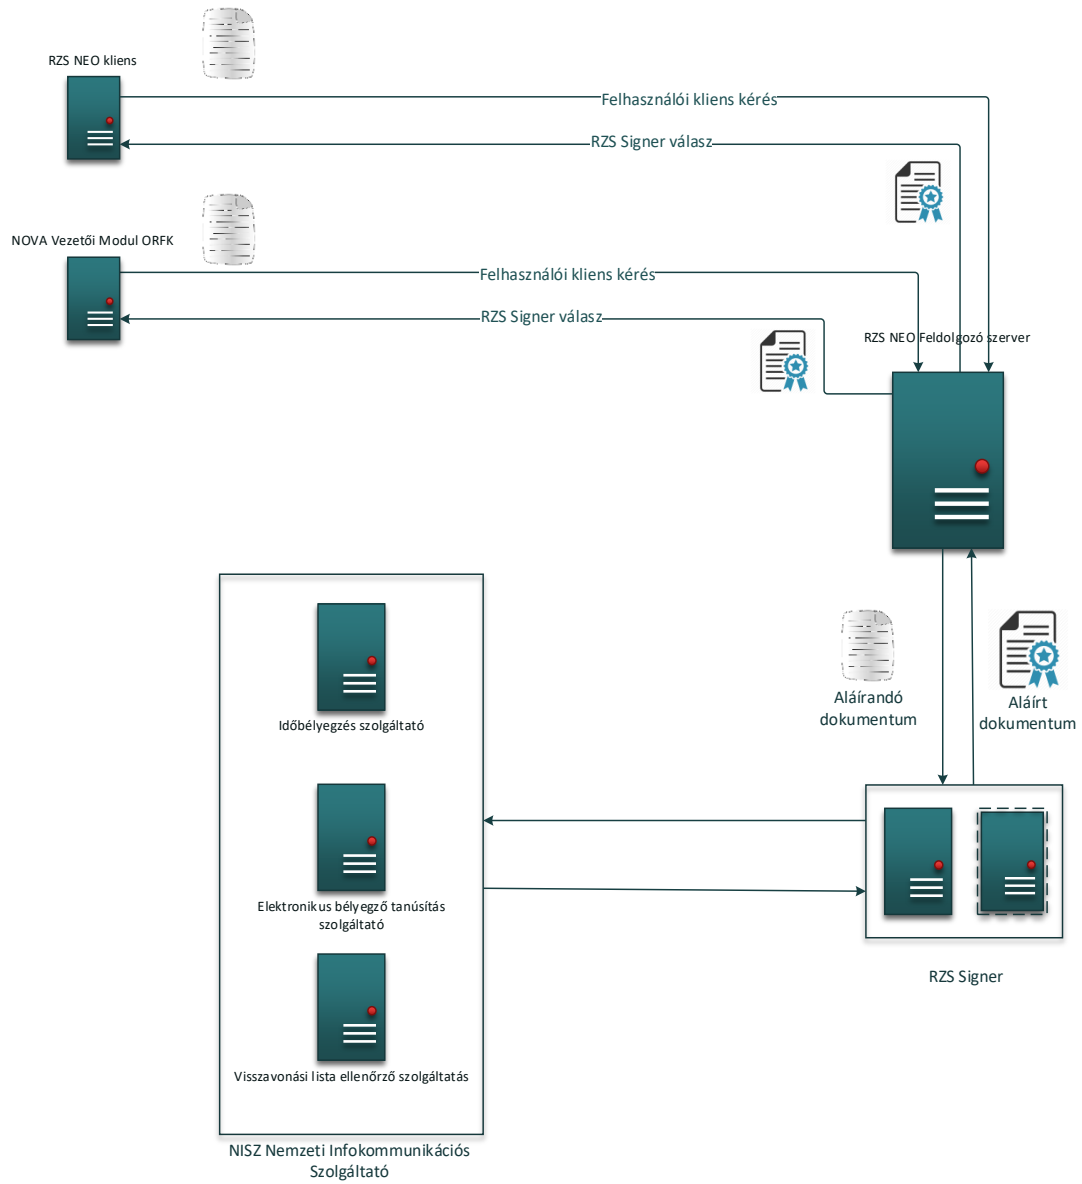 RZS NEO kliens
Felhasználói kliens kérés
RZS Signer válasz
NOVA Vezetői Modul ORFK
Felhasználói kliens kérés
RZS Signer válasz
RZS NEO Feldolgozó szerver
Aláírandó
dokumentum
Aláírt
dokumentum
Időbélyegzés szolgáltató
Elektronikus bélyegző tanúsítás
szolgáltató
RZS Signer
Visszavonási lista ellenőrző szolgáltatás
NISZ Nemzeti Infokommunikációs
Szolgáltató